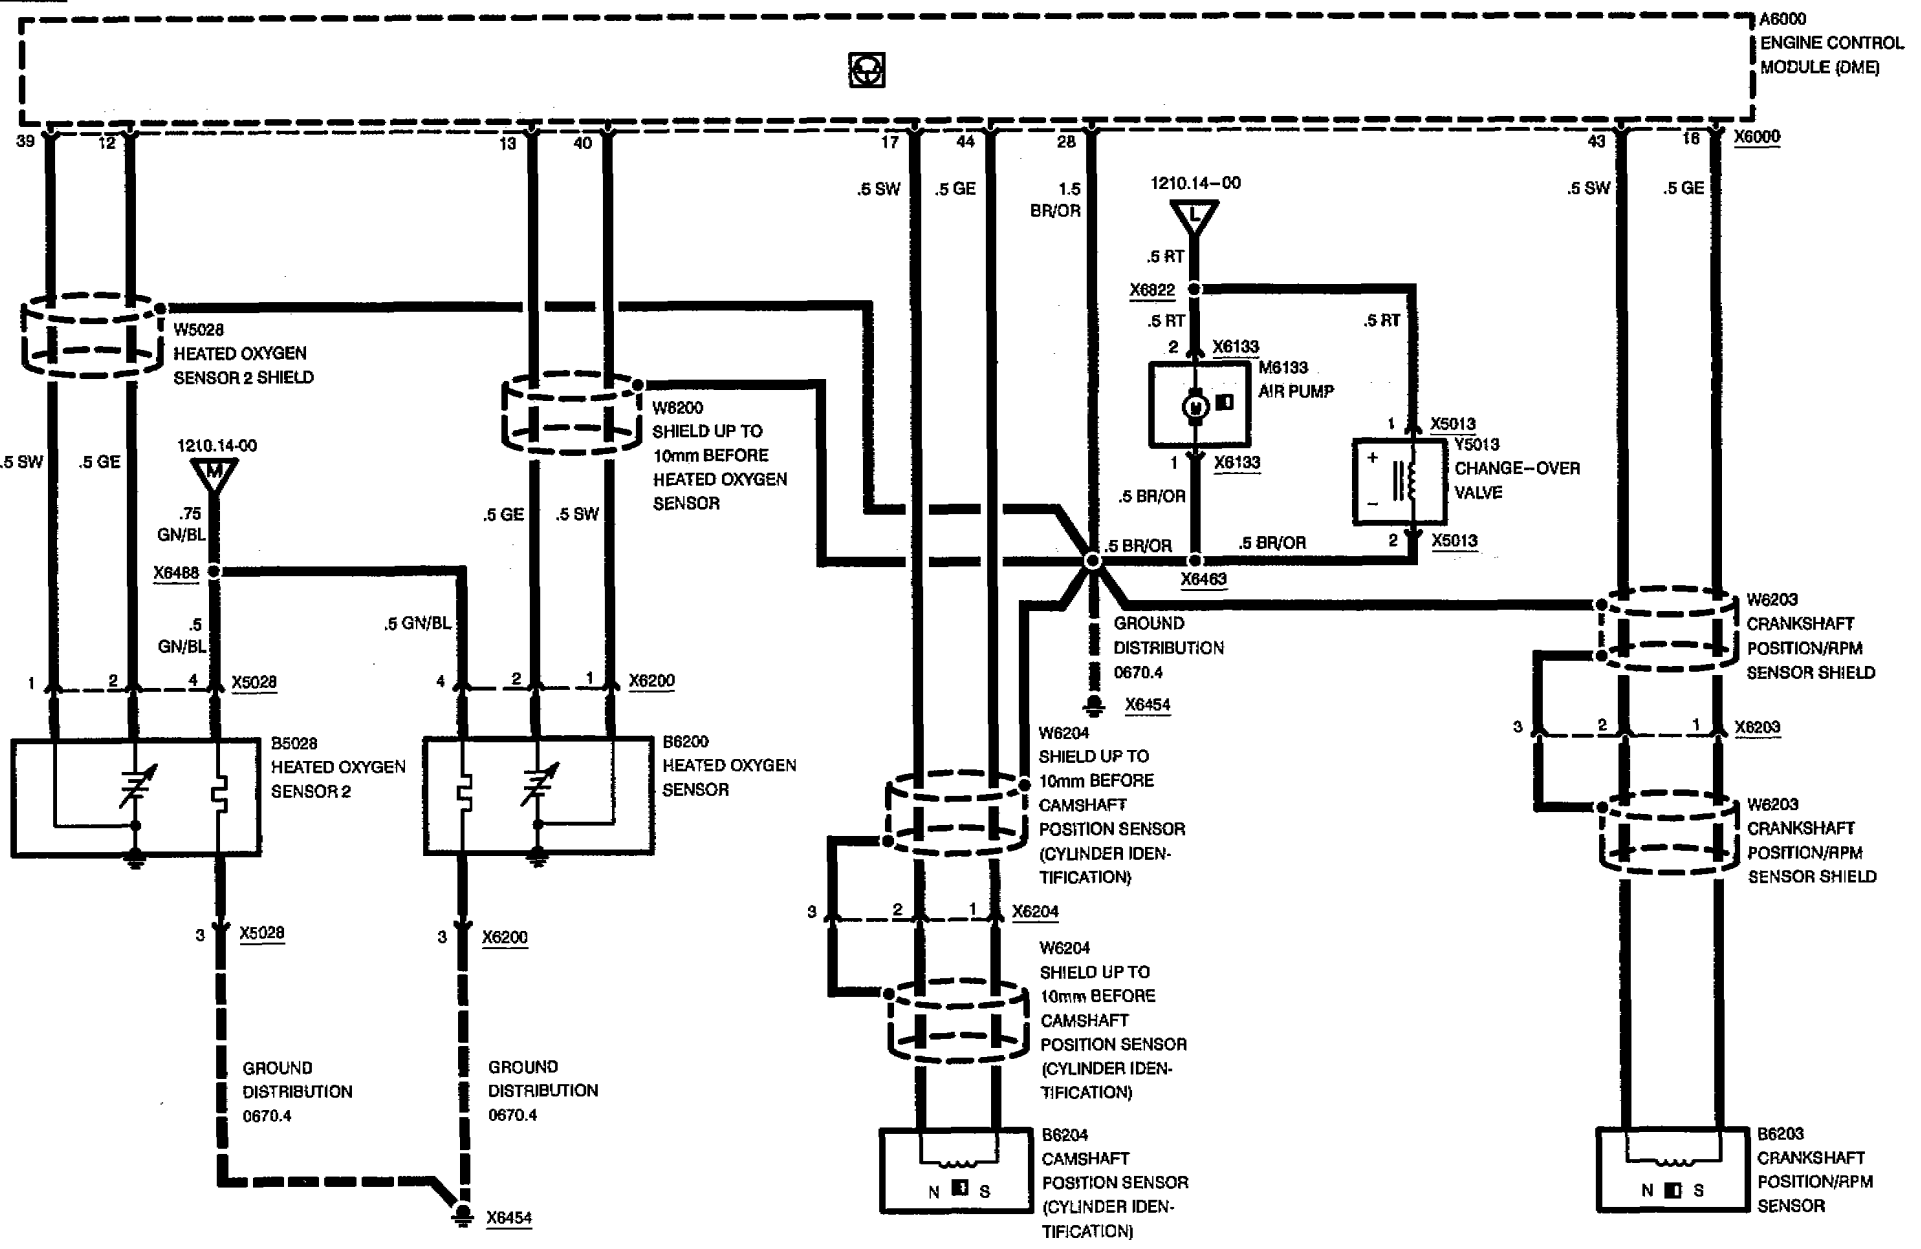 A6000
ENGINE CONTROL
MODULE (DME)
39
12
13
40
17
44
28
43
16
X6000
.5 SW
.5 GE
1.5
BR/OR
1210.14-00
L
.5 RT
X6822
.5 RT
.5 RT
2
X6133
M6133
AIR PUMP
M
1
X6133
.5 BR/OR
1
X5013
Y5013
CHANGE-OVER
VALVE
+
-
2
X5013
.5 BR/OR
.5 BR/OR
X6463
.5 SW
.5 GE
W5028
HEATED OXYGEN
SENSOR 2 SHIELD
W6200
SHIELD UP TO
10mm BEFORE
HEATED OXYGEN
SENSOR
.5 SW
.5 GE
1210.14-00
M
.75
GN/BL
X6488
.5
GN/BL
.5 GN/BL
.5 GE
.5 SW
1
2
4
X5028
4
2
1
X6200
B5028
HEATED OXYGEN
SENSOR 2
B6200
HEATED OXYGEN
SENSOR
3
X5028
3
X6200
GROUND
DISTRIBUTION
0670.4
GROUND
DISTRIBUTION
0670.4
X6454
GROUND
DISTRIBUTION
0670.4
X6454
W6204
SHIELD UP TO
10mm BEFORE
CAMSHAFT
POSITION SENSOR
(CYLINDER IDEN-
TIFICATION)
3
2
1
X6204
W6204
SHIELD UP TO
10mm BEFORE
CAMSHAFT
POSITION SENSOR
(CYLINDER IDEN-
TIFICATION)
B6204
CAMSHAFT
POSITION SENSOR
(CYLINDER IDEN-
TIFICATION)
N S
W6203
CRANKSHAFT
POSITION/RPM
SENSOR SHIELD
3
2
1
X6203
W6203
CRANKSHAFT
POSITION/RPM
SENSOR SHIELD
B6203
CRANKSHAFT
POSITION/RPM
SENSOR
N S